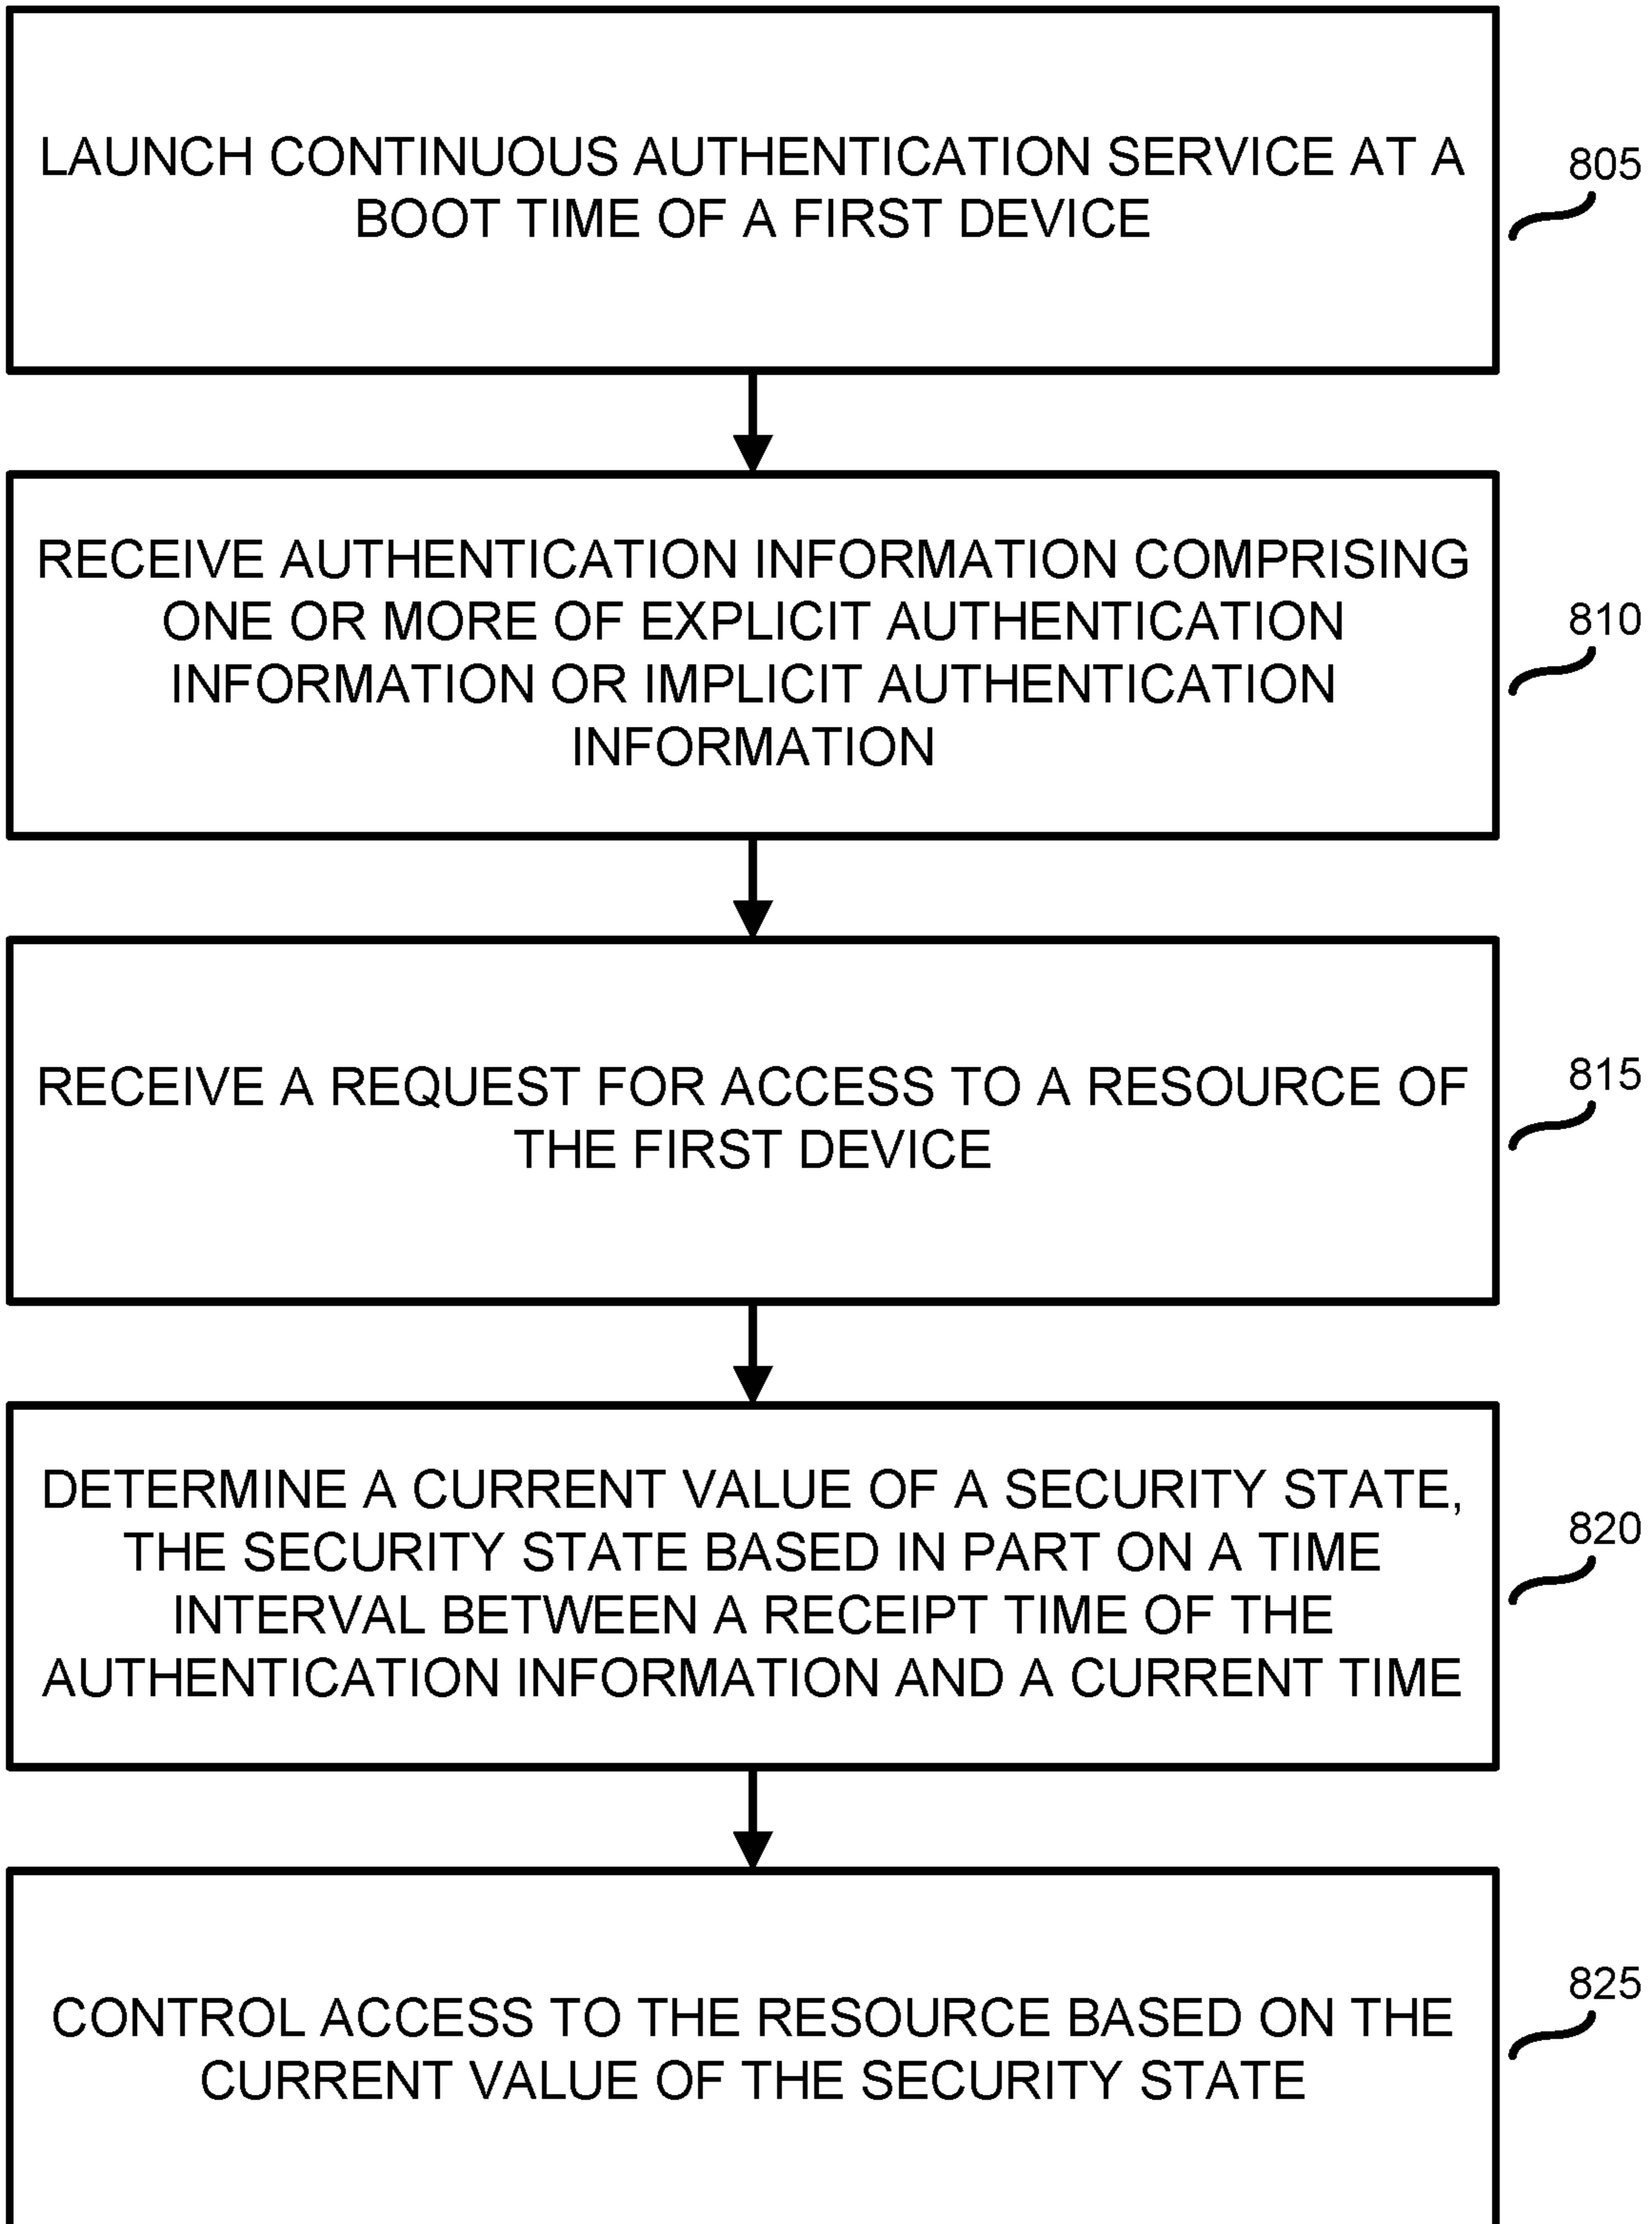 LAUNCH CONTINUOUS AUTHENTICATION SERVICE AT A
BOOT TIME OF A FIRST DEVICE
805
RECEIVE AUTHENTICATION INFORMATION COMPRISING
ONE OR MORE OF EXPLICIT AUTHENTICATION
INFORMATION OR IMPLICIT AUTHENTICATION
INFORMATION
810
RECEIVE A REQUEST FOR ACCESS TO A RESOURCE OF
THE FIRST DEVICE
815
DETERMINE A CURRENT VALUE OF A SECURITY STATE,
THE SECURITY STATE BASED IN PART ON A TIME
INTERVAL BETWEEN A RECEIPT TIME OF THE
AUTHENTICATION INFORMATION AND A CURRENT TIME
820
CONTROL ACCESS TO THE RESOURCE BASED ON THE
CURRENT VALUE OF THE SECURITY STATE
825